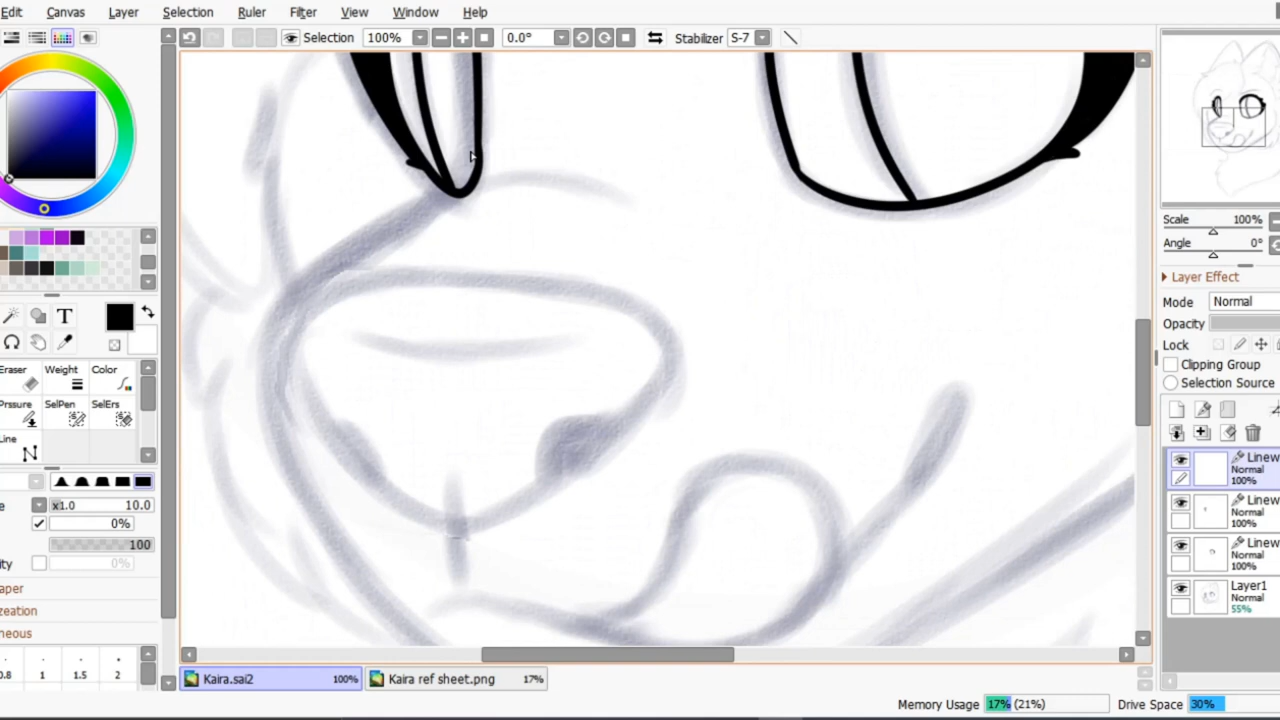 Edit Canvas Layer Selection Ruler Filter View Window Help
Selection 100% 0.0° Stabilizer S-7
Scale 100%
Angle 0°
Layer Effect
Mode Normal
Opacity
Lock
Clipping Group
Selection Source
T
Eraser Weight Color
Prssure SelPen SelErs
Line
e x1.0 10.0
0%
100
ity 0%
aper
zeation
neous
0.8 1 1.5 2
Linew
Normal
100%
Linew
Normal
100%
Linew
Normal
100%
Layer1
Normal
55%
Kaira.sai2 100% Kaira ref sheet.png 17%
Memory Usage 17% (21%) Drive Space 30%